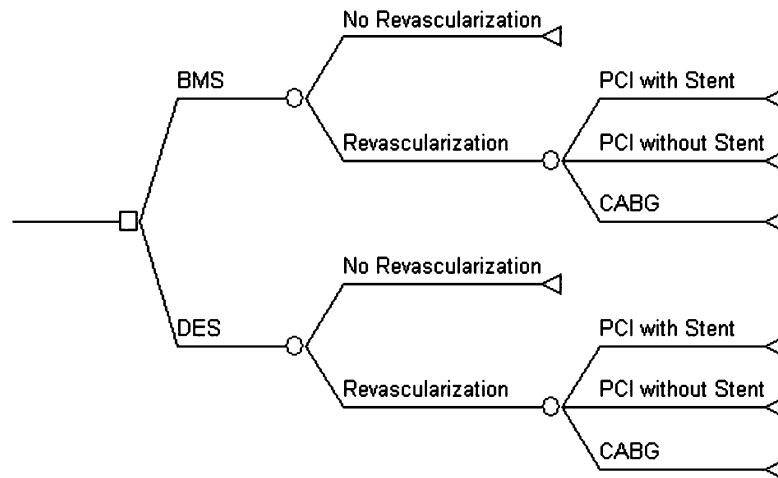 No Revascularization
BMS
PCI with Stent
Revascularization
PCI without Stent
CABG
No Revascularization
DES
PCI with Stent
Revascularization
PCI without Stent
CABG